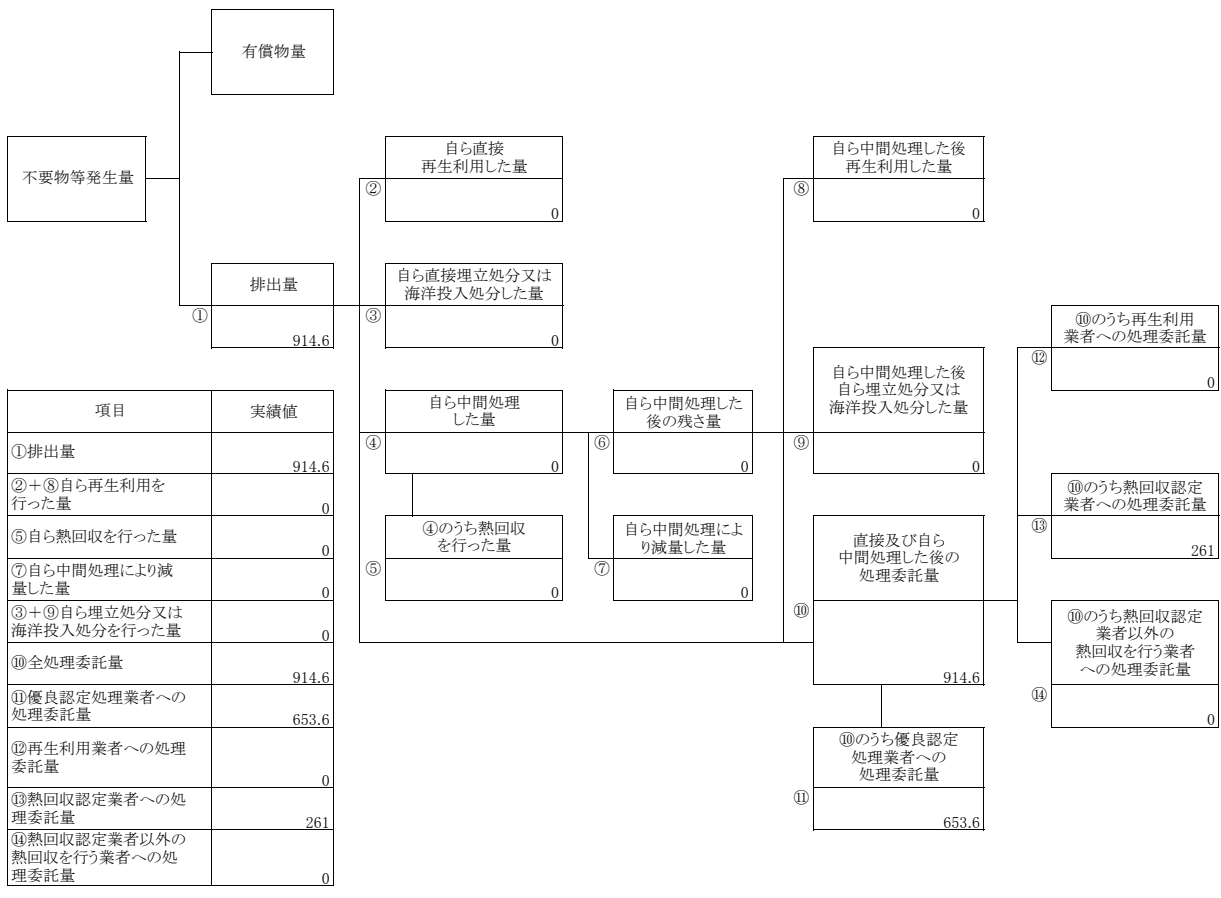 有償物量
不要物等発生量
排出量
①
914.6
自ら直接
再生利用した量
②
0
自ら直接埋立処分又は
海洋投入処分した量
③
0
自ら中間処理
した量
④
0
④のうち熱回収
を行った量
⑤
0
自ら中間処理した
後の残さ量
⑥
0
自ら中間処理によ
り減量した量
⑦
0
自ら中間処理した後
再生利用した量
⑧
0
自ら中間処理した後
自ら埋立処分又は
海洋投入処分した量
⑨
0
直接及び自ら
中間処理した後の
処理委託量
⑩
914.6
⑩のうち優良認定
処理業者への
処理委託量
⑪
653.6
⑩のうち再生利用
業者への処理委託量
⑫
0
⑩のうち熱回収認定
業者への処理委託量
⑬
261
⑩のうち熱回収認定
業者以外の
熱回収を行う業者
への処理委託量
⑭
0
項目 実績値
①排出量
914.6
②＋⑧自ら再生利用を
行った量
0
⑤自ら熱回収を行った量
0
⑦自ら中間処理により減
量した量
0
③＋⑨自ら埋立処分又は
海洋投入処分を行った量
0
⑩全処理委託量
914.6
⑪優良認定処理業者への
処理委託量
653.6
⑫再生利用業者への処理
委託量
0
⑬熱回収認定業者への処
理委託量
261
⑭熱回収認定業者以外の
熱回収を行う業者への処
理委託量
0